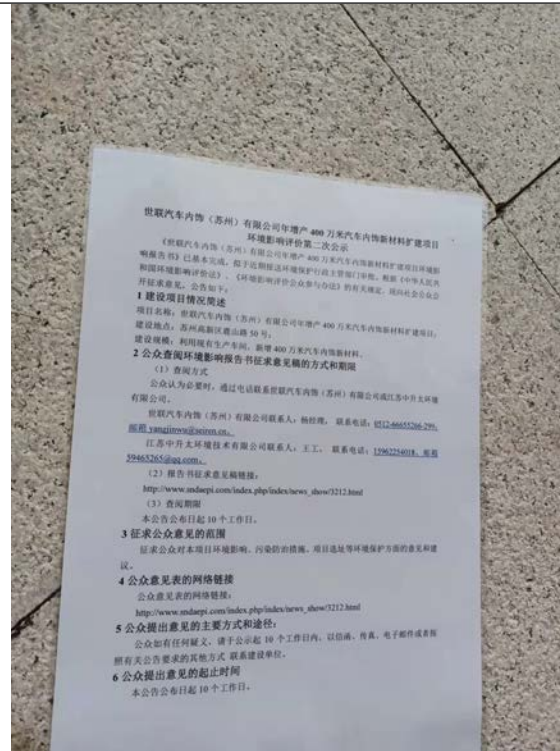 世联汽车内饰（苏州）有限公司年增产 400 万米汽车内饰新材料扩建项目
环境影响评价第二次公示
《世联汽车内饰（苏州）有限公司年增产 400 万米汽车内饰新材料扩建项目环境影
响报告书》已基本完成，拟于近期报送环境保护行政主管部门审批，根据《中华人民共
和国环境影响评价法》、《环境影响评价公众参与办法》的有关规定，现向社会公众公
开征求意见，公告如下：
1 建设项目情况简述
项目名称：世联汽车内饰（苏州）有限公司年增产 400 万米汽车内饰新材料扩建项目；
建设地点：苏州高新区鹿山路 50 号；
建设规模：利用现有生产车间，新增 400 万米汽车内饰新材料。
2 公众查阅环境影响报告书征求意见稿的方式和期限
（1）查阅方式
公众认为必要时，通过电话联系世联汽车内饰（苏州）有限公司或江苏中升太环境
有限公司。
世联汽车内饰（苏州）有限公司联系人：杨经理， 联系电话：0512-66655266-299，
邮箱 yangjinwu@seiren.cn。
江苏中升太环境技术有限公司联系人：王工， 联系电话：15962254018，邮箱
59465265@qq.com。
（2）报告书征求意见稿链接：
http://www.sndaepi.com/index.php/index/news_show/3212.html
（3）查阅期限
本公告公布日起 10 个工作日。
3 征求公众意见的范围
征求公众对本项目环境影响、污染防治措施、项目选址等环境保护方面的意见和建
议。
4 公众意见表的网络链接
公众意见表的网络链接：
http://www.sndaepi.com/index.php/index/news_show/3212.html
5 公众提出意见的主要方式和途径：
公众如有任何疑义，请于公示起 10 个工作日内，以信函、传真、电子邮件或者按
照有关公告要求的其他方式 联系建设单位。
6 公众提出意见的起止时间
本公告公布日起 10 个工作日。